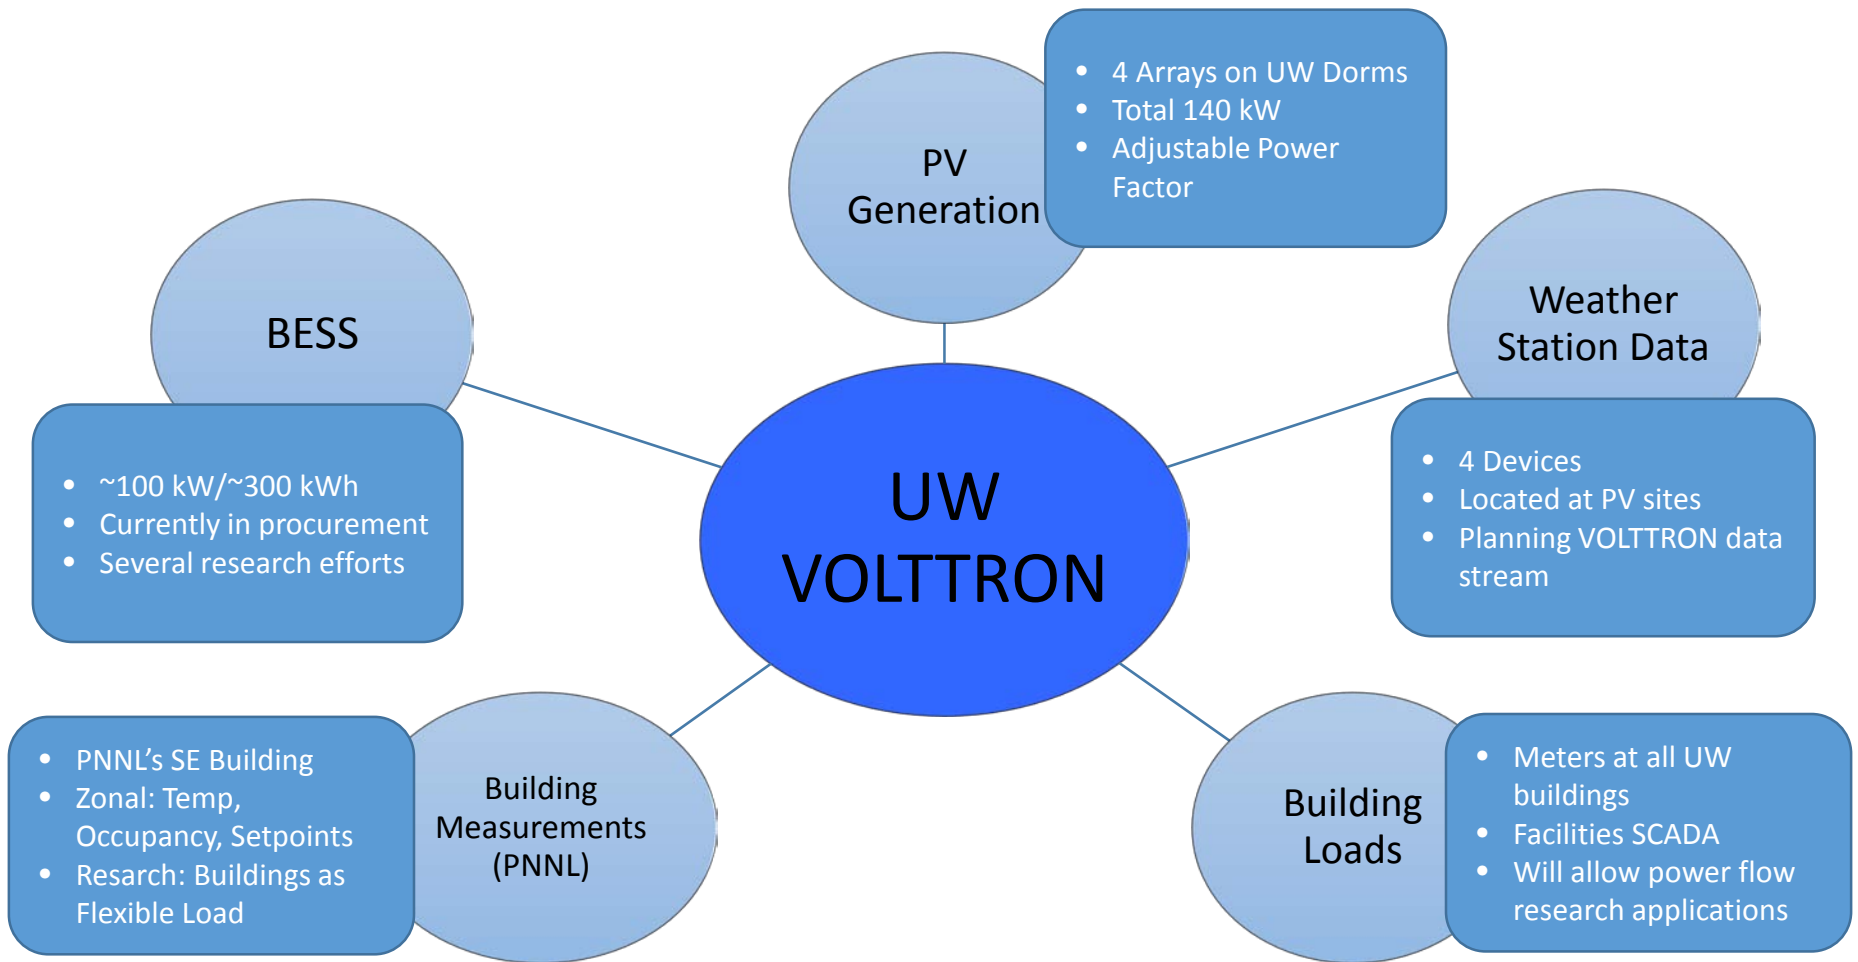 PV
Generation
• 4 Arrays on UW Dorms
• Total 140 kW
• Adjustable Power
Factor
BESS
• ~100 kW/~300 kWh
• Currently in procurement
• Several research efforts
Weather
Station Data
• 4 Devices
• Located at PV sites
• Planning VOLTTRON data
stream
UW
VOLTTRON
• PNNL’s SE Building
• Zonal: Temp,
Occupancy, Setpoints
• Resarch: Buildings as
Flexible Load
Building
Measurements
(PNNL)
Building
Loads
• Meters at all UW
buildings
• Facilities SCADA
• Will allow power flow
research applications